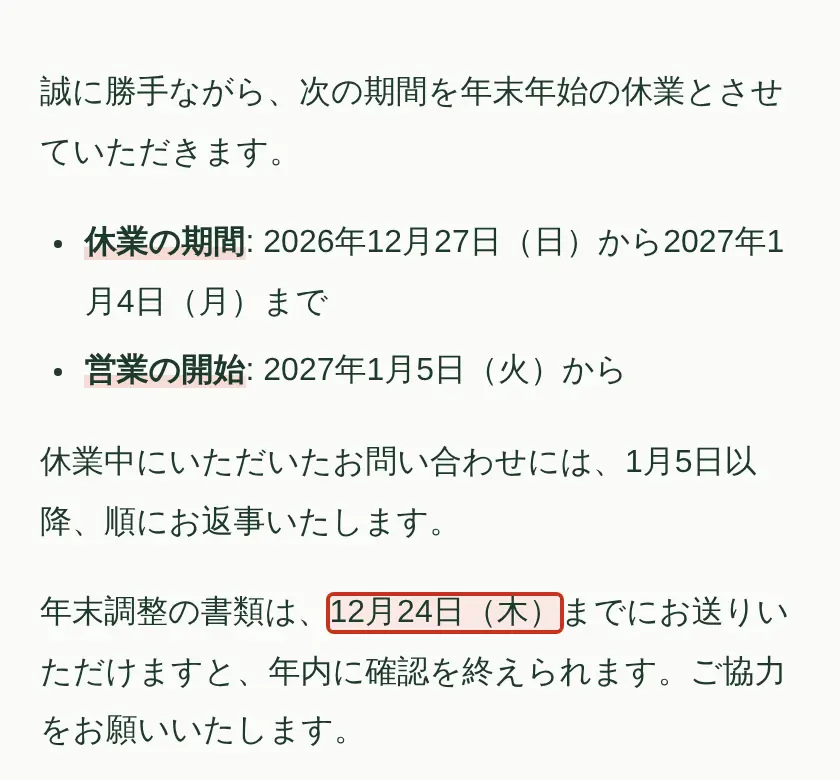 誠に勝手ながら、次の期間を年末年始の休業とさせ
ていただきます。
• 休業の期間: 2026年12月27日（日）から2027年1
月4日（月）まで
• 営業の開始: 2027年1月5日（火）から
休業中にいただいたお問い合わせには、1月5日以
降、順にお返事いたします。
年末調整の書類は、12月24日（木）までにお送りい
ただけますと、年内に確認を終えられます。ご協力
をお願いいたします。